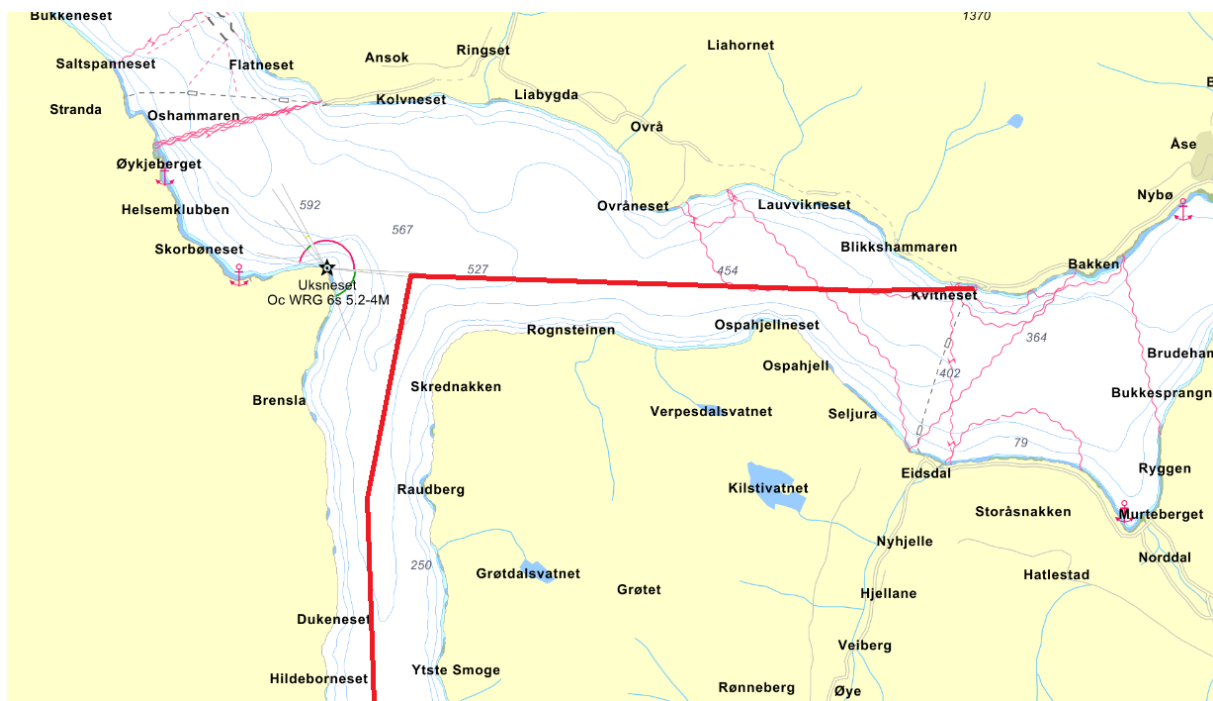 Bukkeneset
1370
Liahornet
Ringset
Ansok
Saltspanneset
Flatneset
Liabygda
Kolvneset
Stranda
Oshammaren
Ovrå
Åse
Øykjeberget
Nybø
Helsemklubben
592
Ovråneset
Lauvvikneset
567
Skorbøneset
Blikkshammaren
527
454
Bakken
Uksneset
Oc WRG 6s 5.2-4M
Kvitneset
Rognsteinen
Ospahjellneset
364
Brudehan
Ospahjell
402
Skrednakken
Bukkesprangn
Brensla
Verpesdalsvatnet
Seljura
79
Eidsdal
Ryggen
Raudberg
Kilstivatnet
Storåsnakken
Murteberget
Nyhjelle
Norddal
250
Grøtdalsvatnet
Hatlestad
Grøtet
Hjellane
Dukeneset
Veiberg
Hildeborneset
Ytste Smoge
Rønneberg
Øye